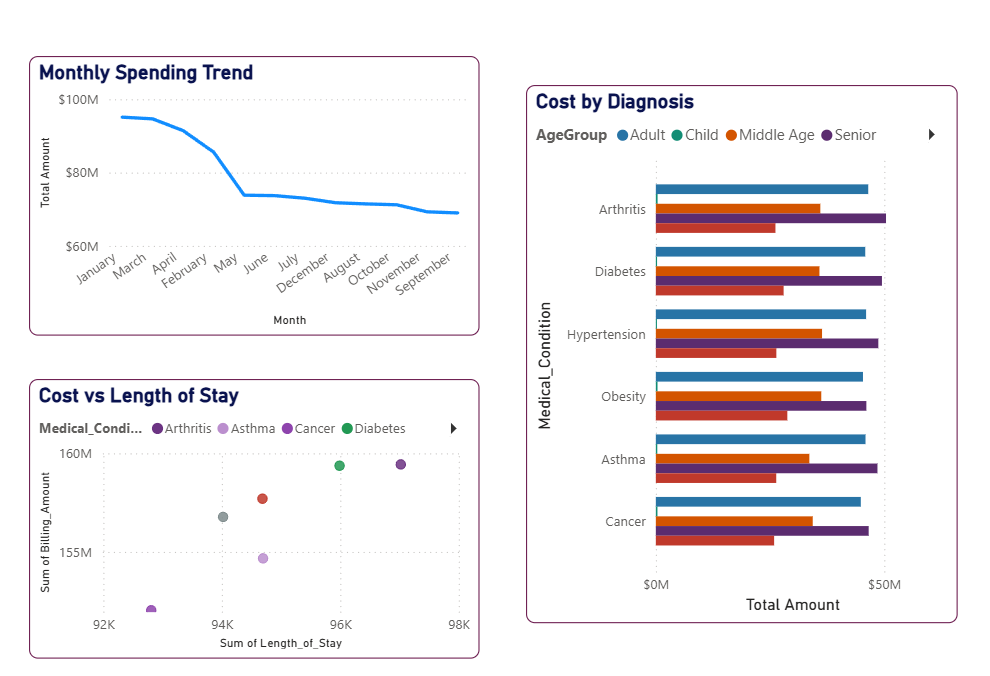 Monthly Spending Trend
$100M
$80M
$60M
Total Amount
January
March
April
February
May
June
July
December
August
October
November
September
Month
Cost vs Length of Stay
Medical_Condi... Arthritis Asthma Cancer Diabetes
160M
155M
Sum of Billing_Amount
92K 94K 96K 98K
Sum of Length_of_Stay
Cost by Diagnosis
AgeGroup Adult Child Middle Age Senior
Arthritis
Diabetes
Hypertension
Obesity
Asthma
Cancer
Medical_Condition
$0M $50M
Total Amount